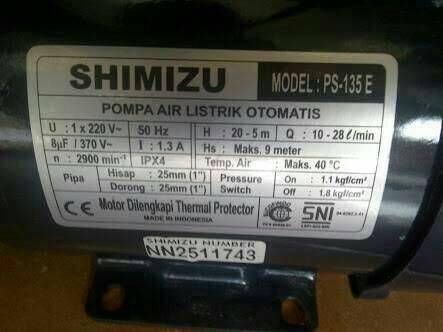 SHIMIZU
MODEL : PS-135 E
POMPA AIR LISTRIK OTOMATIS
U : 1 x 220 V~ 50 Hz H : 20 - 5 m Q : 10 - 28 ℓ/min
8µF / 370 V~ I : 1.3 A Hs : Maks. 9 meter
n : 2900 min⁻¹ IPX4 Temp. Air : Maks. 40 °C
Pipa Hisap : 25mm (1") Pressure On : 1.1 kgf/cm²
Dorong : 25mm (1") Switch Off : 1.8 kgf/cm²
CE Motor Dilengkapi Thermal Protector
MADE IN INDONESIA
SNI
SHIMIZU NUMBER
NN2511743